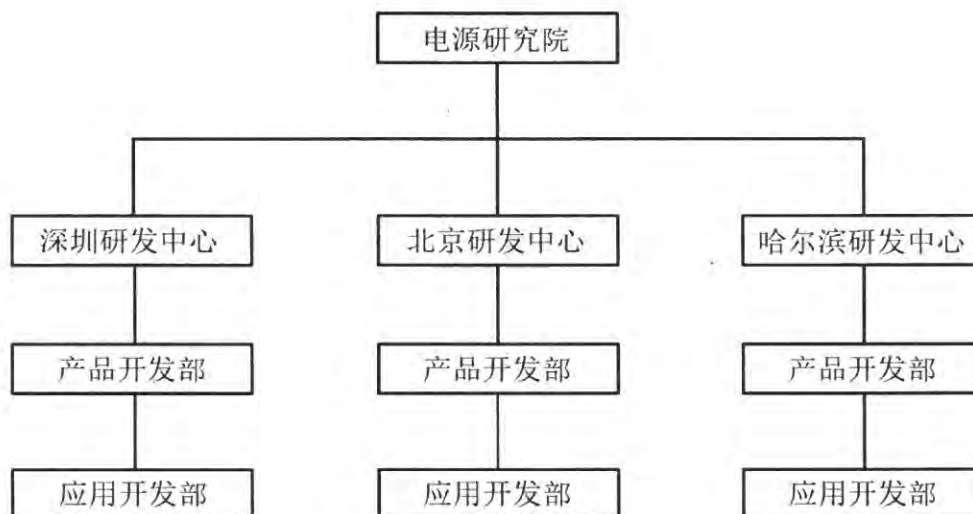 电源研究院
深圳研发中心
北京研发中心
哈尔滨研发中心
产品开发部
产品开发部
产品开发部
应用开发部
应用开发部
应用开发部